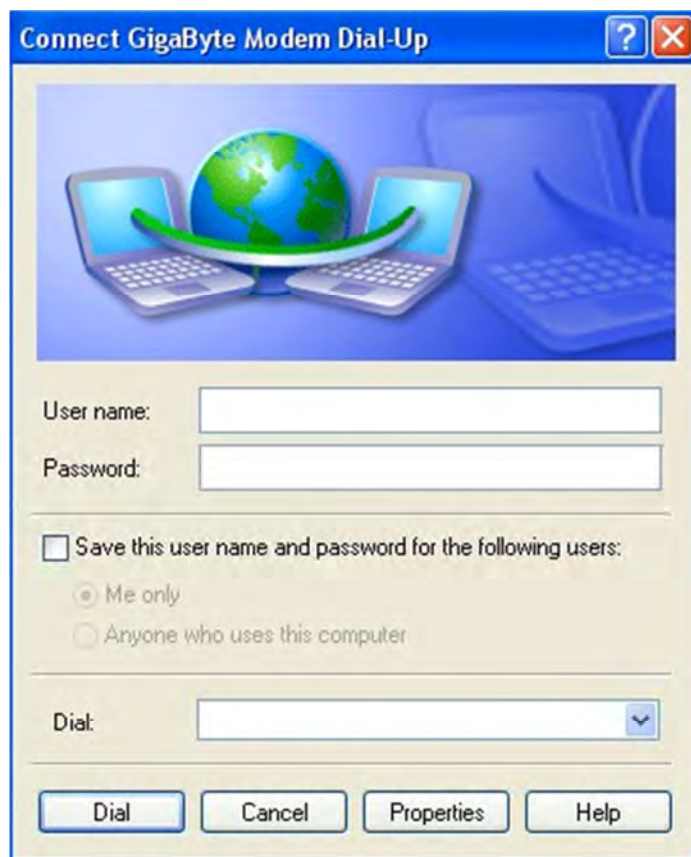 Connect GigaByte Modem Dial-Up
User name:
Password:
Save this user name and password for the following users:
Me only
Anyone who uses this computer
Dial:
Dial Cancel Properties Help